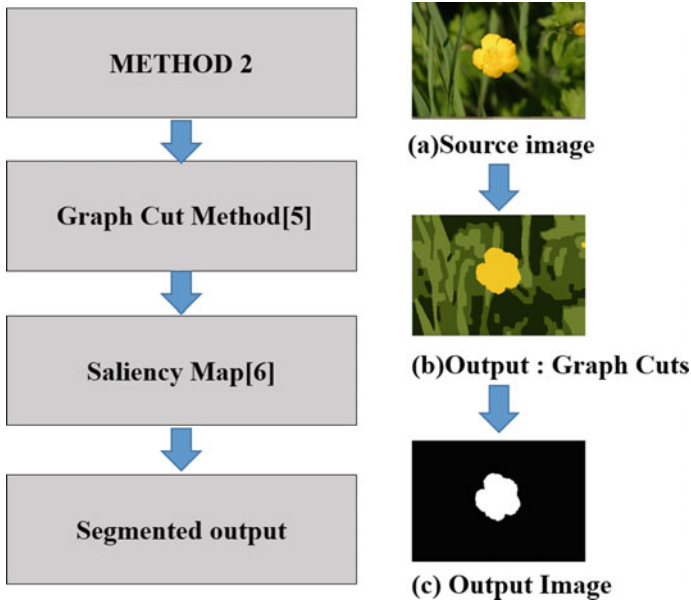 METHOD 2
Graph Cut Method[5]
Saliency Map[6]
Segmented output
(a)Source image
(b)Output : Graph Cuts
(c) Output Image